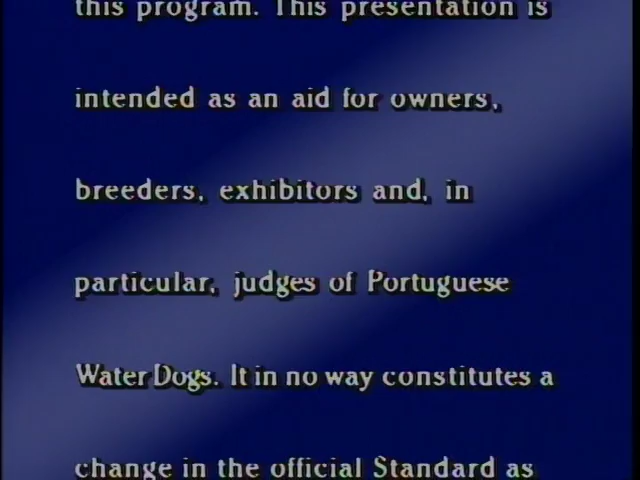 this program. This presentation is
intended as an aid for owners,
breeders, exhibitors and, in
particular, judges of Portuguese
Water Dogs. It in no way constitutes a
change in the official Standard as